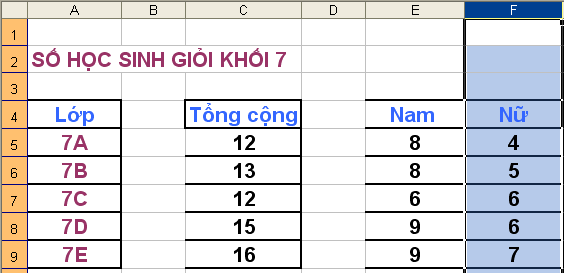 A B C D E F
1
2 SỐ HỌC SINH GIỎI KHỐI 7
3
4 Lớp Tổng cộng Nam Nữ
5 7A 12 8 4
6 7B 13 8 5
7 7C 12 6 6
8 7D 15 9 6
9 7E 16 9 7